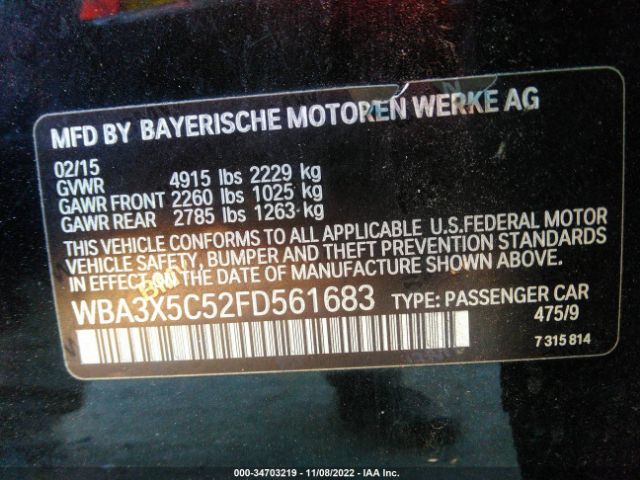 MFD BY BAYERISCHE MOTOREN WERKE AG
02/15
GVWR 4915 lbs 2229 kg
GAWR FRONT 2260 lbs 1025 kg
GAWR REAR 2785 lbs 1263 kg
THIS VEHICLE CONFORMS TO ALL APPLICABLE U.S.FEDERAL MOTOR
VEHICLE SAFETY, BUMPER AND THEFT PREVENTION STANDARDS
IN EFFECT ON THE DATE OF MANUFACTURE SHOWN ABOVE.
WBA3X5C52FD561683 TYPE: PASSENGER CAR
475/9
7 315 814
000-34703219 - 11/08/2022 - IAA Inc.